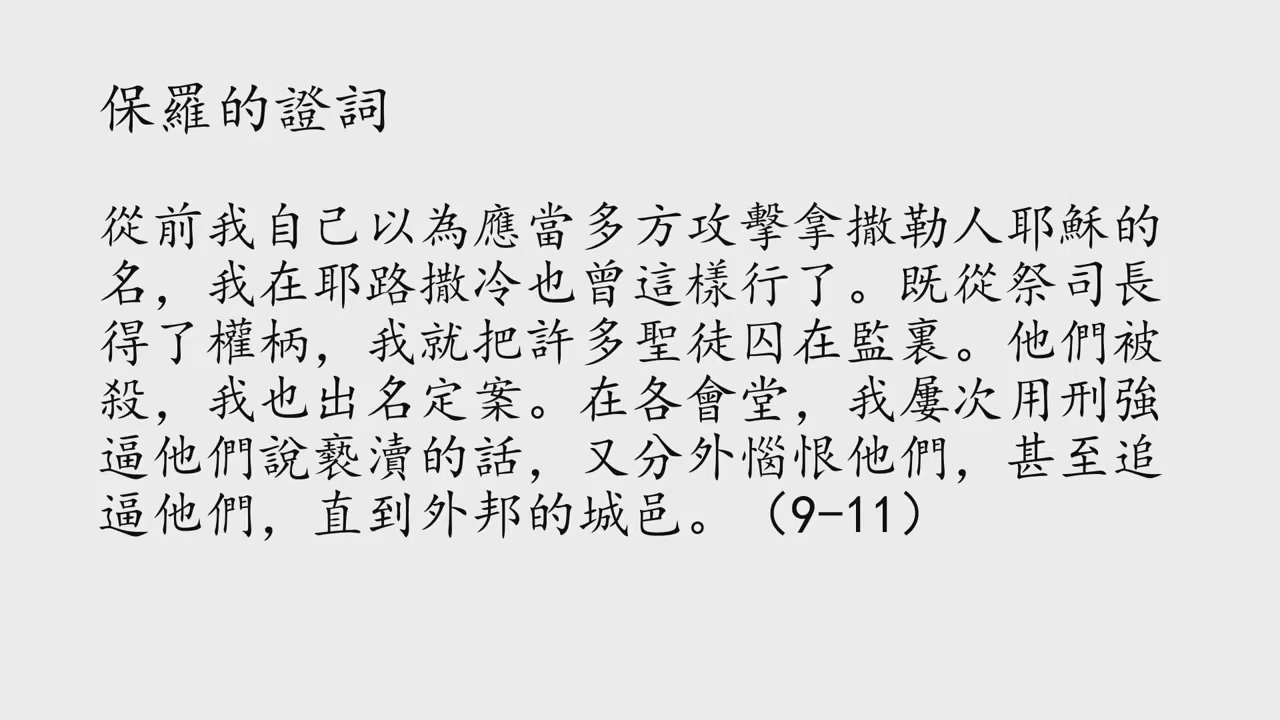 保羅的證詞
從前我自己以為應當多方攻擊拿撒勒人耶穌的
名，我在耶路撒冷也曾這樣行了。既從祭司長
得了權柄，我就把許多聖徒囚在監裏。他們被
殺，我也出名定案。在各會堂，我屢次用刑強
逼他們說褻瀆的話，又分外惱恨他們，甚至追
逼他們，直到外邦的城邑。（9-11）